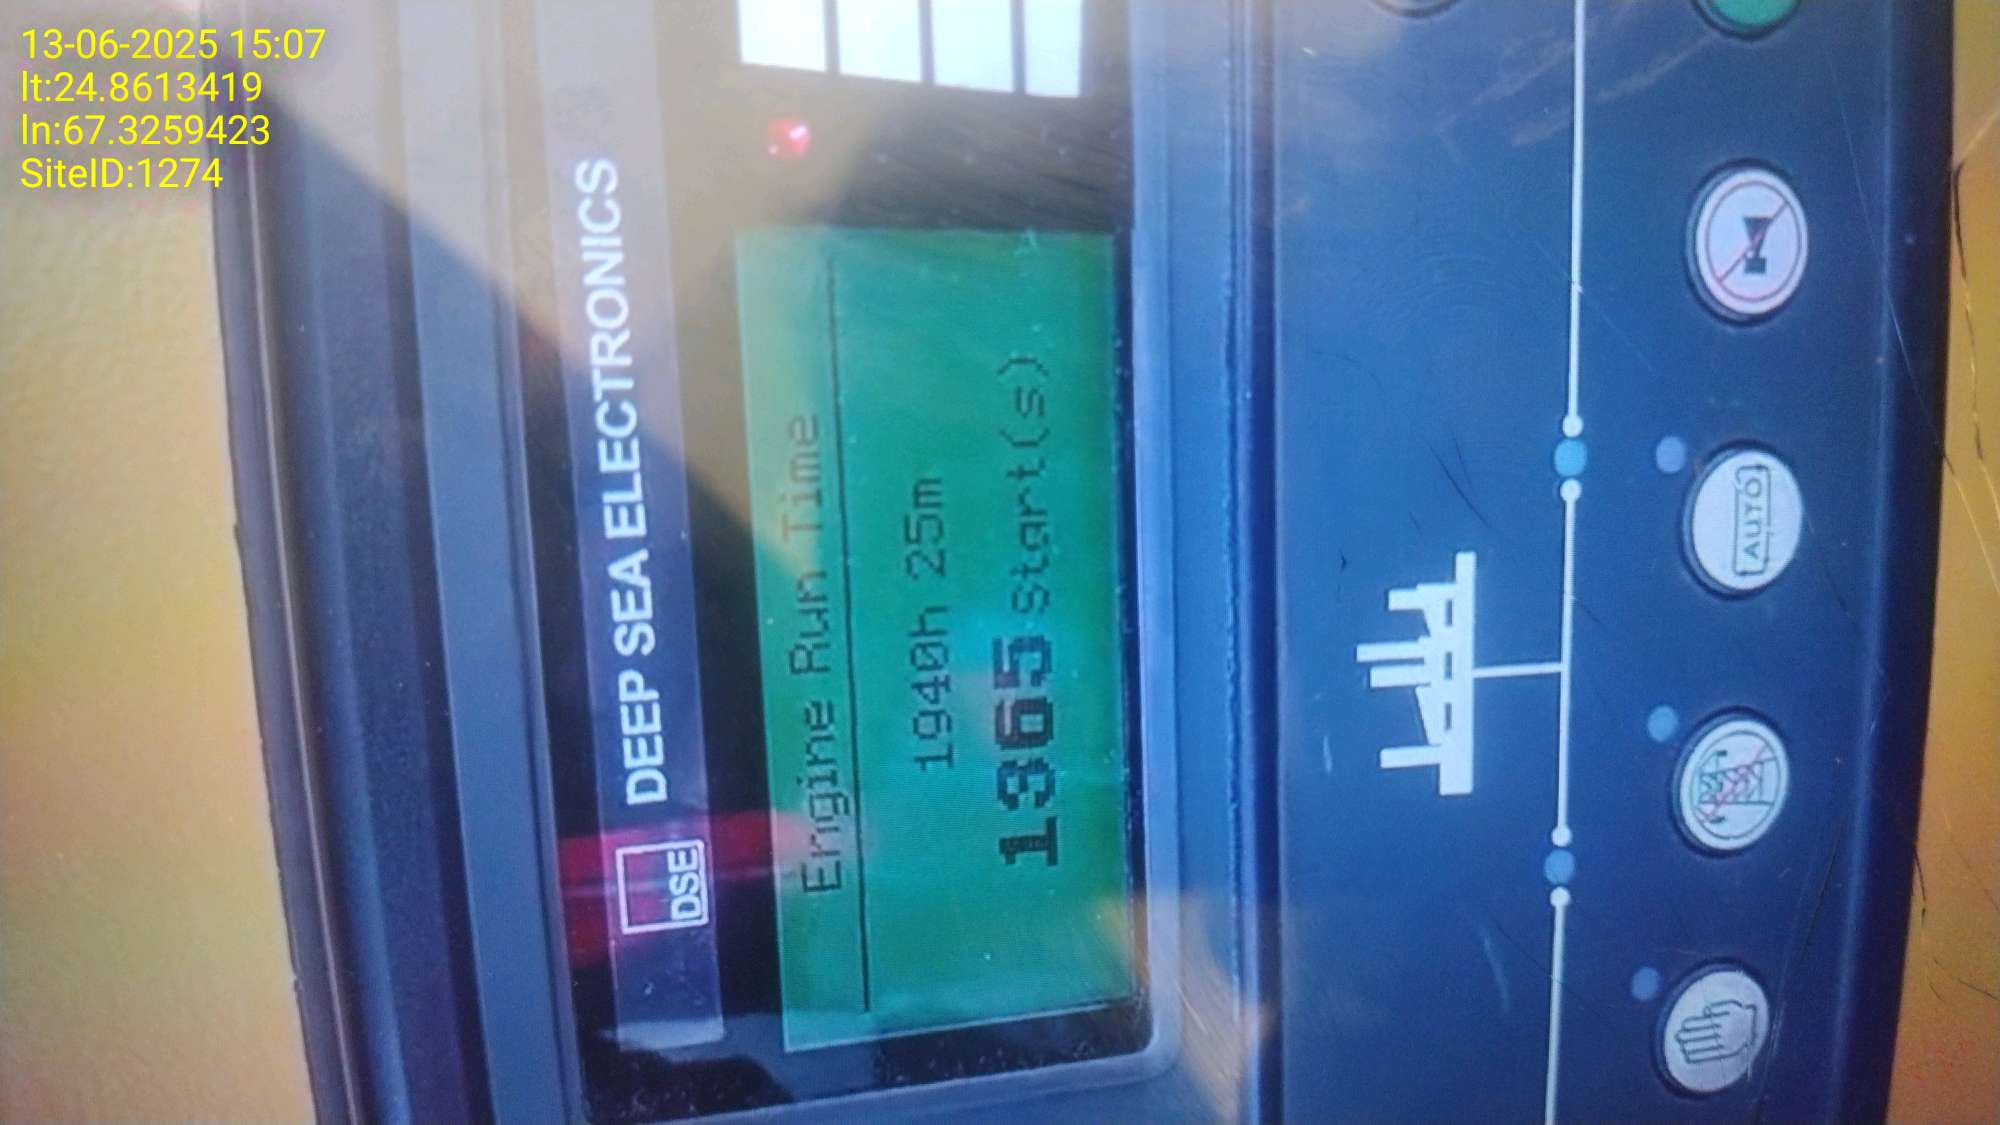 13-06-2025 15:07
lt:24.8613419
ln:67.3259423
SiteID:1274
DSE
DEEP SEA ELECTRONICS
Engine Run Time
1940h 25m
1365 Start(s)
AUTO